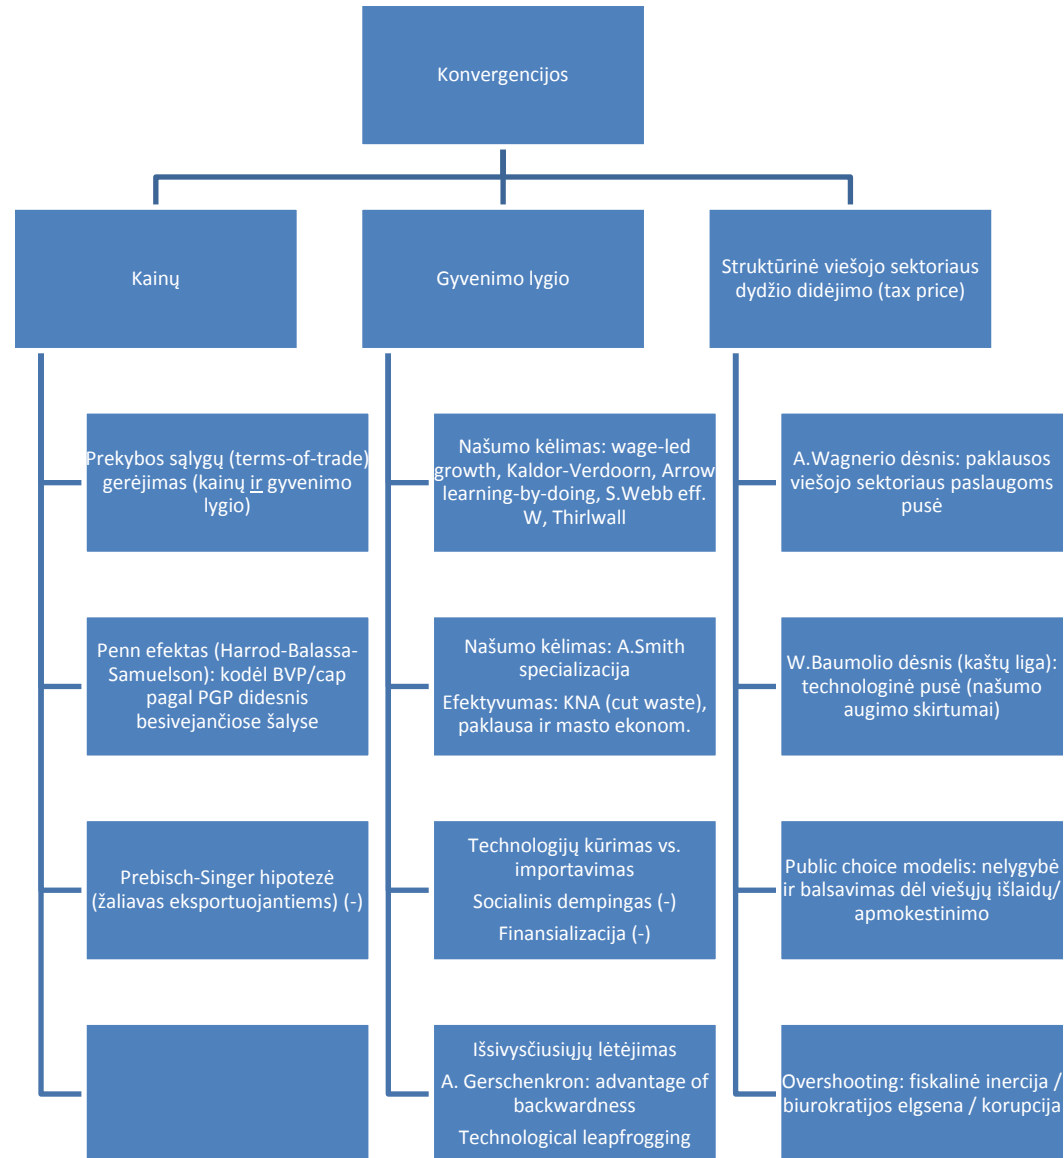 Konvergencijos
Kainų
Gyvenimo lygio
Struktūrinė viešojo sektoriaus
dydžio didėjimo (tax price)
Prekybos sąlygų (terms-of-trade)
gerėjimas (kainų ir gyvenimo
lygio)
Našumo kėlimas: wage-led
growth, Kaldor-Verdoorn, Arrow
learning-by-doing, S.Webb eff.
W, Thirlwall
A.Wagnerio dėsnis: paklausos
viešojo sektoriaus paslaugoms
pusė
Penn efektas (Harrod-Balassa-
Samuelson): kodėl BVP/cap
pagal PGP didesnis
besivejančiose šalyse
Našumo kėlimas: A.Smith
specializacija
Efektyvumas: KNA (cut waste),
paklausa ir masto ekonom.
W.Baumolio dėsnis (kaštų liga):
technologinė pusė (našumo
augimo skirtumai)
Prebisch-Singer hipotezė
(žaliavas eksportuojantiems) (-)
Technologijų kūrimas vs.
importavimas
Socialinis dempingas (-)
Finansializacija (-)
Public choice modelis: nelygybė
ir balsavimas dėl viešųjų išlaidų/
apmokestinimo
Išsivysčiusiųjų lėtėjimas
A. Gerschenkron: advantage of
backwardness
Technological leapfrogging
Overshooting: fiskalinė inercija /
biurokratijos elgsena / korupcija